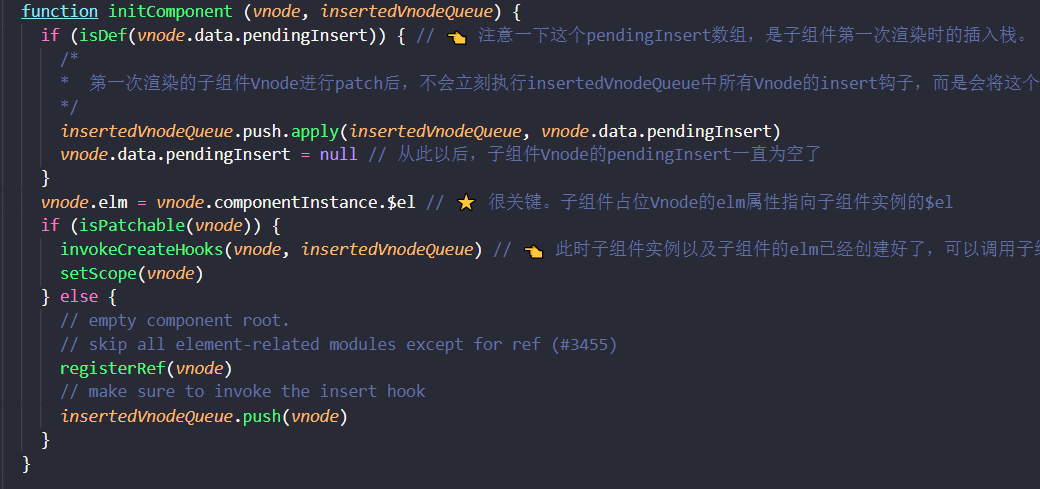 function initComponent (vnode, insertedVnodeQueue) {
if (isDef(vnode.data.pendingInsert)) { // 👈 注意一下这个pendingInsert数组，是子组件第一次渲染时的插入栈。
/*
* 第一次渲染的子组件Vnode进行patch后，不会立刻执行insertedVnodeQueue中所有Vnode的insert钩子，而是会将这个
*/
insertedVnodeQueue.push.apply(insertedVnodeQueue, vnode.data.pendingInsert)
vnode.data.pendingInsert = null // 从此以后，子组件Vnode的pendingInsert一直为空了
}
vnode.elm = vnode.componentInstance.$el // ⭐ 很关键。子组件占位Vnode的elm属性指向子组件实例的$el
if (isPatchable(vnode)) {
invokeCreateHooks(vnode, insertedVnodeQueue) // 👈 此时子组件实例以及子组件的elm已经创建好了，可以调用子
setScope(vnode)
} else {
// empty component root.
// skip all element-related modules except for ref (#3455)
registerRef(vnode)
// make sure to invoke the insert hook
insertedVnodeQueue.push(vnode)
}
}